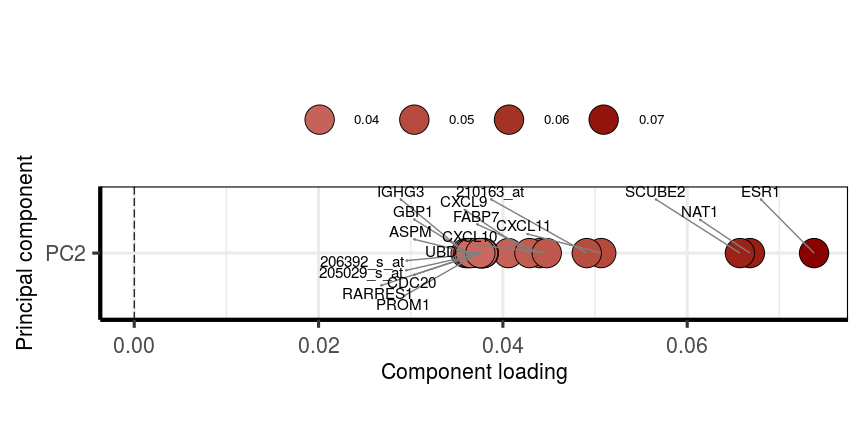 0.04 0.05 0.06 0.07
IGHG3 210163_at SCUBE2 ESR1
CXCL9
GBP1 FABP7 NAT1
ASPM CXCL11
CXCL10
PC2 UBD
206392_s_at
205029_s_at
CDC20
RARRES1
PROM1
0.00 0.02 0.04 0.06
Component loading
Principal component